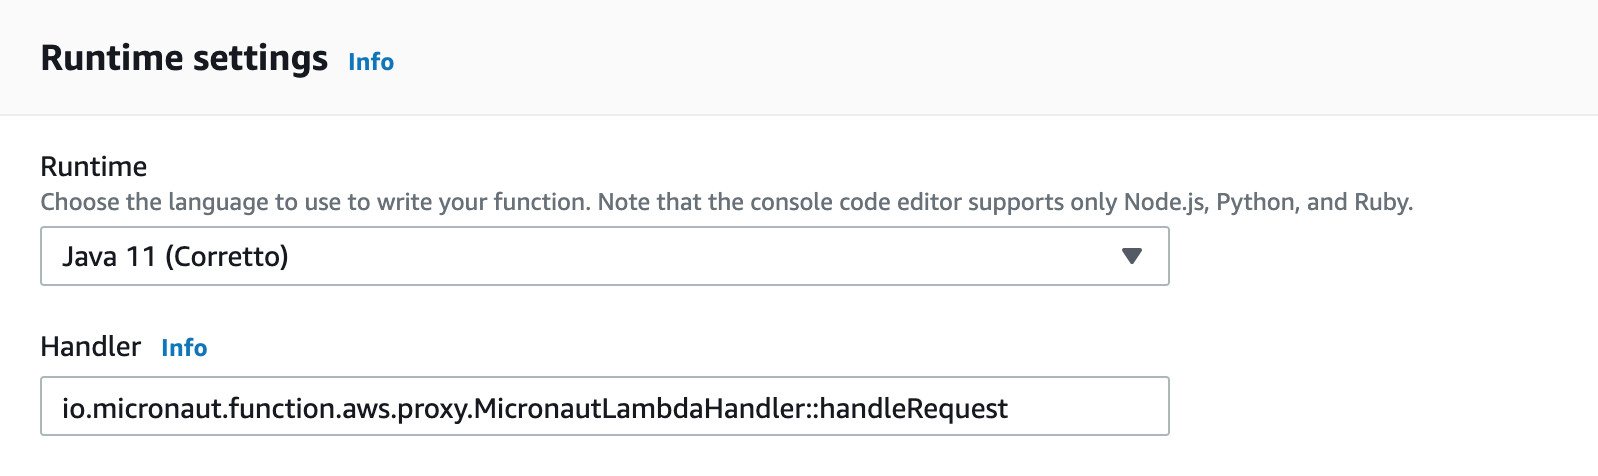 Runtime settings Info
Runtime
Choose the language to use to write your function. Note that the console code editor supports only Node.js, Python, and Ruby.
Java 11 (Corretto)
Handler Info
io.micronaut.function.aws.proxy.MicronautLambdaHandler::handleRequest